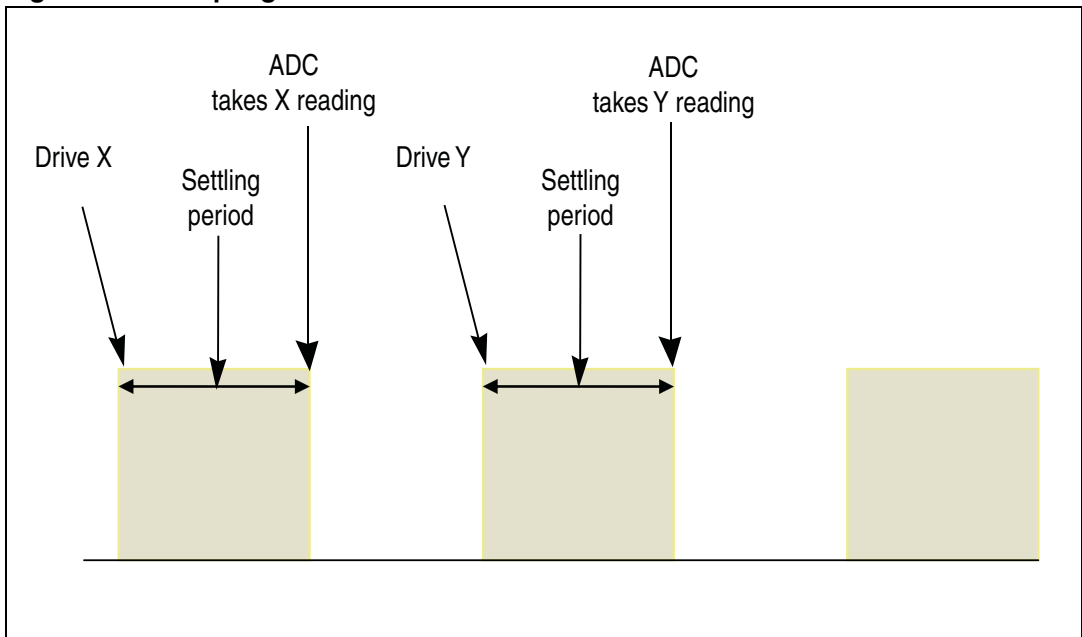 ADC
takes X reading
ADC
takes Y reading
Drive X
Settling
period
Drive Y
Settling
period